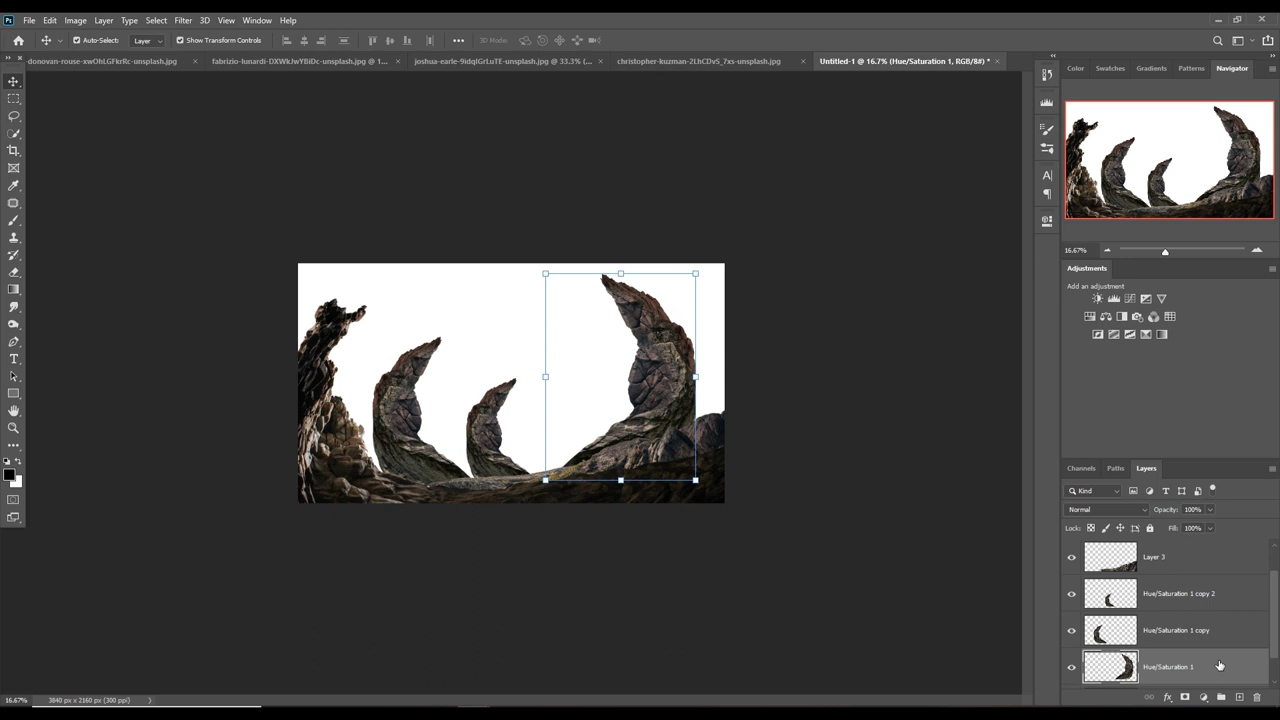 Ps File Edit Image Layer Type Select Filter 3D View Window Help
Auto-Select: Layer Show Transform Controls 3D Mode:
donovan-rouse-xwOhLGFkrRc-unsplash.jpg fabrizio-lunardi-DXWkJwYBiDc-unsplash.jpg @ 1... joshua-earle-9idqIGrLuTE-unsplash.jpg @ 33.3% (... christopher-kuzman-2LhCDvS_7xs-unsplash.jpg Untitled-1 @ 16.7% (Hue/Saturation 1, RGB/8#) *
Color Swatches Gradients Patterns Navigator
16.67%
Adjustments
Add an adjustment
Channels Paths Layers
Kind
Normal Opacity: 100%
Lock: Fill: 100%
Layer 3
Hue/Saturation 1 copy 2
Hue/Saturation 1 copy
Hue/Saturation 1
16.67% 3840 px x 2160 px (300 ppi)